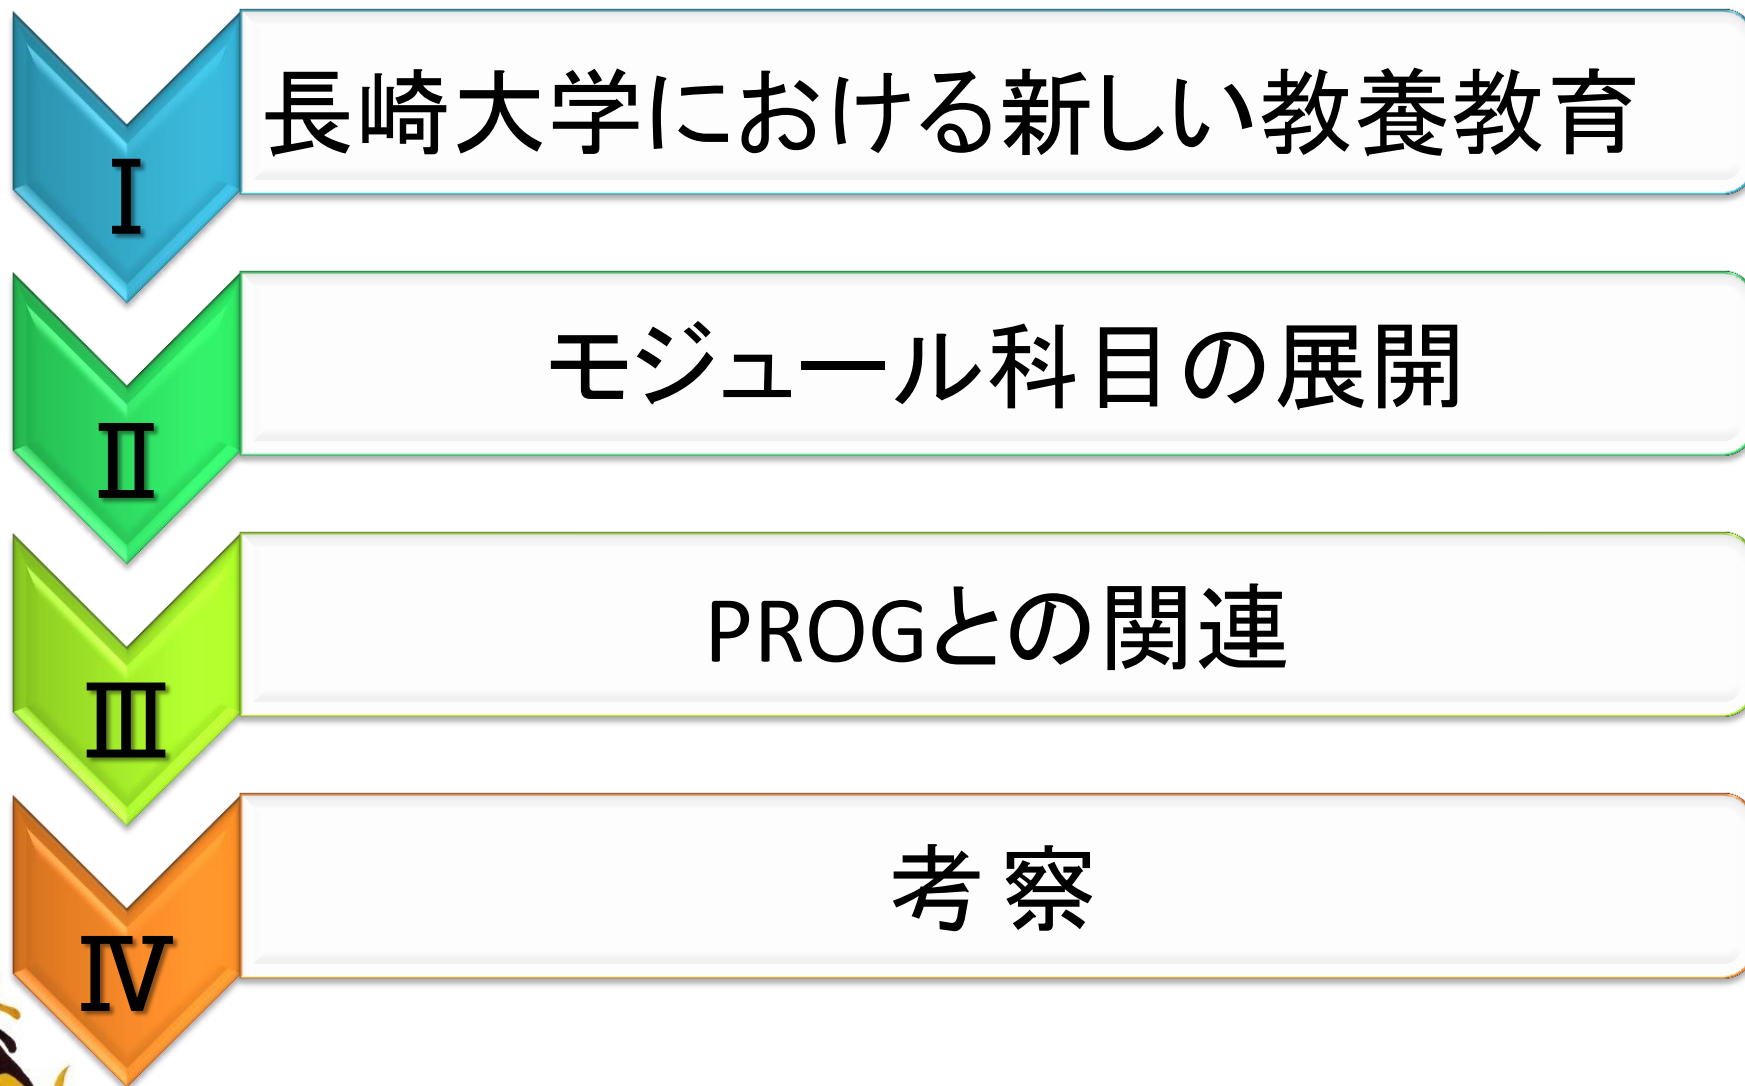 Ⅰ
長崎大学における新しい教養教育
Ⅱ
モジュール科目の展開
Ⅲ
PROGとの関連
Ⅳ
考 察